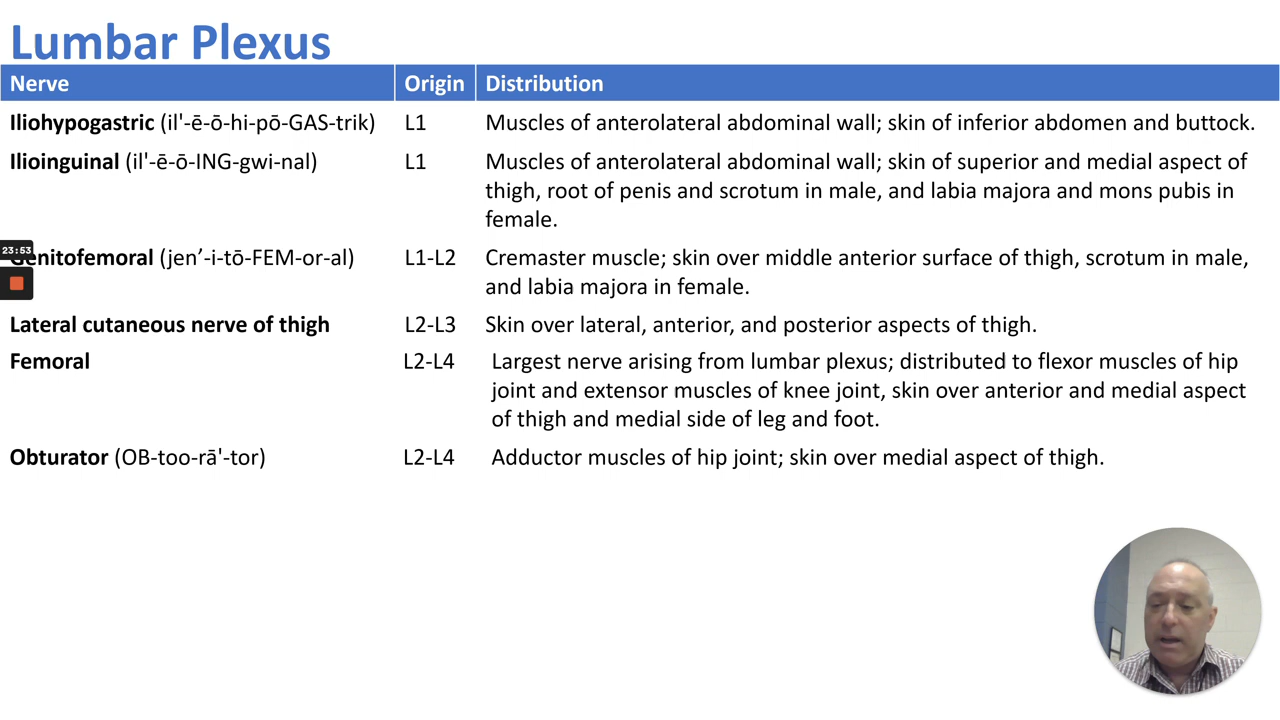 Lumbar Plexus
Nerve Origin Distribution
Iliohypogastric (il'-ē-ō-hi-pō-GAS-trik) L1 Muscles of anterolateral abdominal wall; skin of inferior abdomen and buttock.
Ilioinguinal (il'-ē-ō-ING-gwi-nal) L1 Muscles of anterolateral abdominal wall; skin of superior and medial aspect of
thigh, root of penis and scrotum in male, and labia majora and mons pubis in
female.
23:53
Genitofemoral (jen’-i-tō-FEM-or-al) L1-L2 Cremaster muscle; skin over middle anterior surface of thigh, scrotum in male,
and labia majora in female.
Lateral cutaneous nerve of thigh L2-L3 Skin over lateral, anterior, and posterior aspects of thigh.
Femoral L2-L4 Largest nerve arising from lumbar plexus; distributed to flexor muscles of hip
joint and extensor muscles of knee joint, skin over anterior and medial aspect
of thigh and medial side of leg and foot.
Obturator (OB-too-rā'-tor) L2-L4 Adductor muscles of hip joint; skin over medial aspect of thigh.